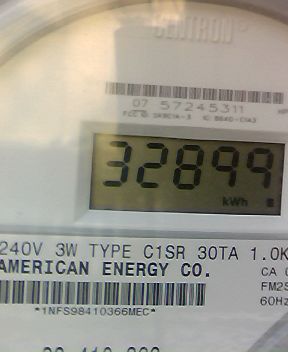 CENTRON®
07 57245311
32899
kWh
240V 3W TYPE C1SR 30TA 1.0K
AMERICAN ENERGY CO.
CA 0
FM2S
60Hz
*1NFS98410366MEC*